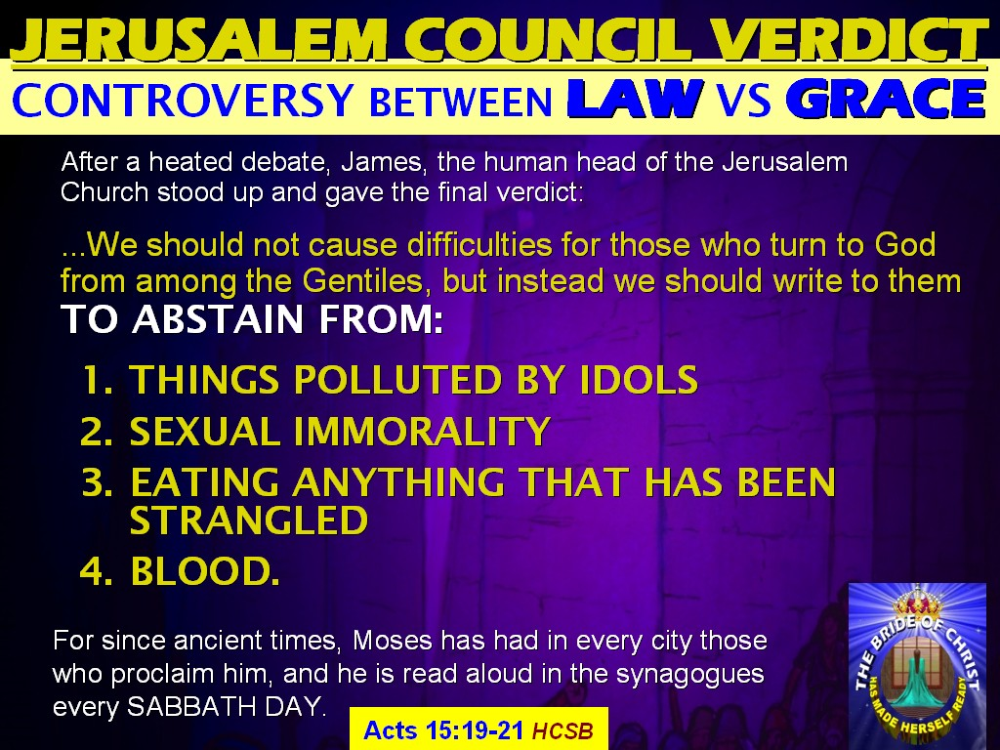 JERUSALEM COUNCIL VERDICT
CONTROVERSY BETWEEN LAW VS GRACE
After a heated debate, James, the human head of the Jerusalem
Church stood up and gave the final verdict:
...We should not cause difficulties for those who turn to God
from among the Gentiles, but instead we should write to them
TO ABSTAIN FROM:
1. THINGS POLLUTED BY IDOLS
2. SEXUAL IMMORALITY
3. EATING ANYTHING THAT HAS BEEN
STRANGLED
4. BLOOD.
For since ancient times, Moses has had in every city those
who proclaim him, and he is read aloud in the synagogues
every SABBATH DAY.
Acts 15:19-21 HCSB
THE BRIDE OF CHRIST
HAS MADE HERSELF READY